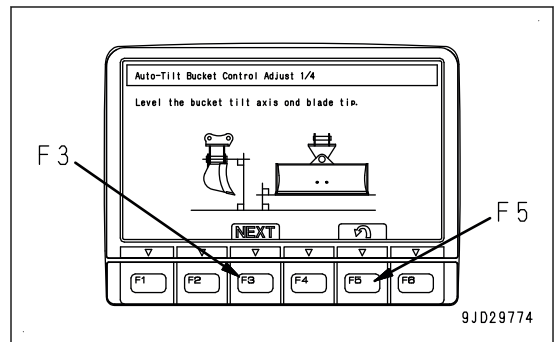 Auto-Tilt Bucket Control Adjust 1/4
Level the bucket tilt axis ond blade tip.
F3
F5
NEXT
F1 F2 F3 F4 F5 F6
9JD29774